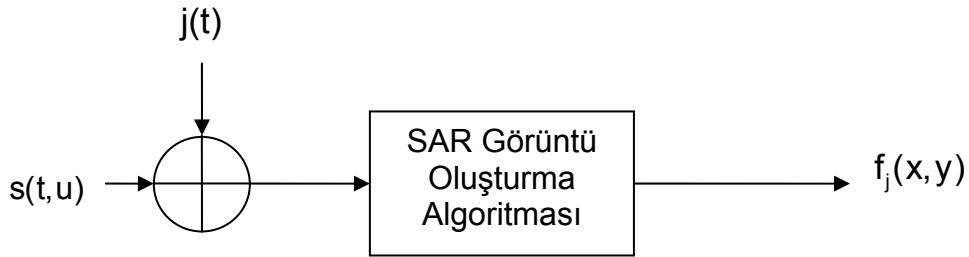 j(t)
s(t,u)
SAR Görüntü
Oluşturma
Algoritması
f_j(x,y)